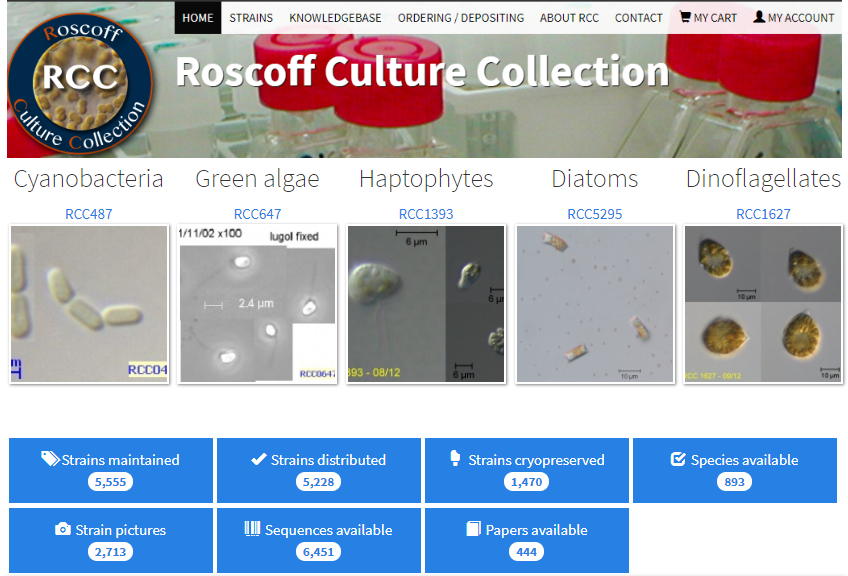 HOME STRAINS KNOWLEDGEBASE ORDERING / DEPOSITING ABOUT RCC CONTACT MY CART MY ACCOUNT
Roscoff
RCC
Culture Collection
Roscoff Culture Collection
Cyanobacteria Green algae Haptophytes Diatoms Dinoflagellates
RCC487 RCC647 RCC1393 RCC5295 RCC1627
1/11/02 x100 lugol fixed
6 µm
2.4 µm
6 µ
10 µm
10 µm
m
RCC04
RCC0647
393 - 08/12
6 µm
10 µm
RCC 1627 - 09/12
10 µm
Strains maintained Strains distributed Strains cryopreserved Species available
5,555 5,228 1,470 893
Strain pictures Sequences available Papers available
2,713 6,451 444